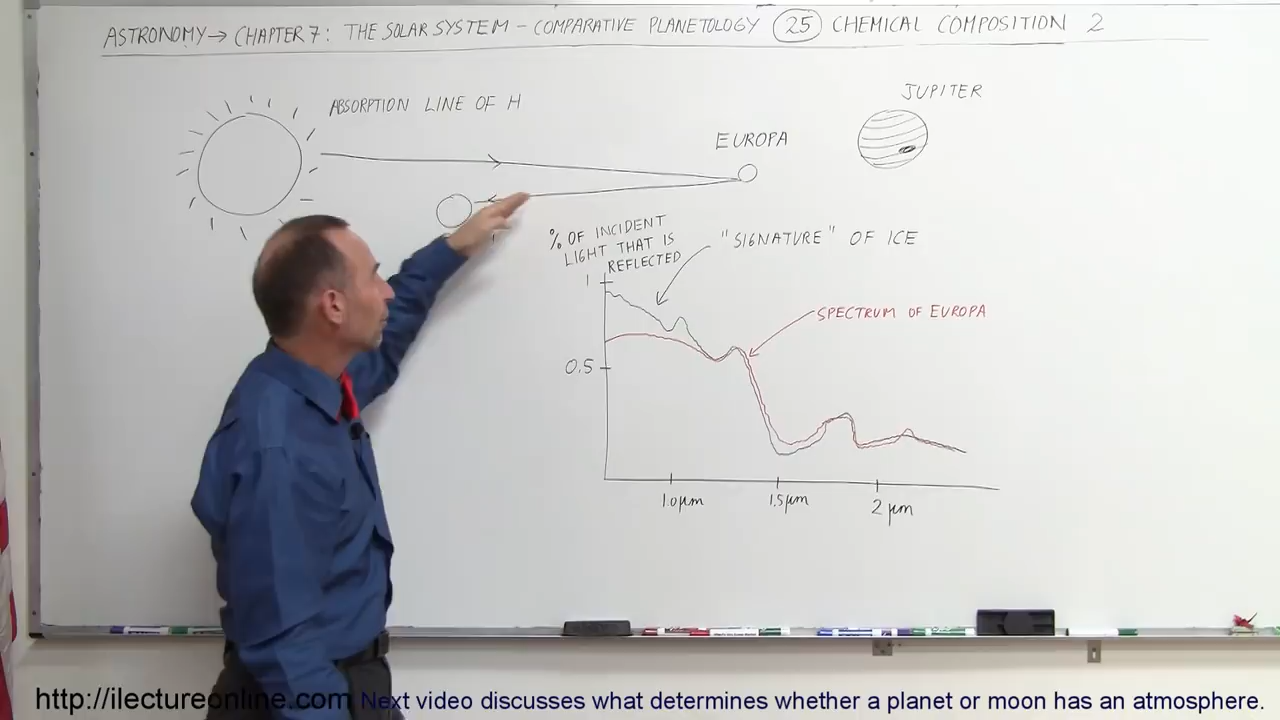 ASTRONOMY → CHAPTER 7: THE SOLAR SYSTEM - COMPARATIVE PLANETOLOGY 25 CHEMICAL COMPOSITION 2
JUPITER
ABSORPTION LINE OF H
EUROPA
% OF INCIDENT
LIGHT THAT IS
REFLECTED
"SIGNATURE" OF ICE
1
SPECTRUM OF EUROPA
0.5
1.0μm 1.5μm 2μm
http://ilectureonline.com Next video discusses what determines whether a planet or moon has an atmosphere.